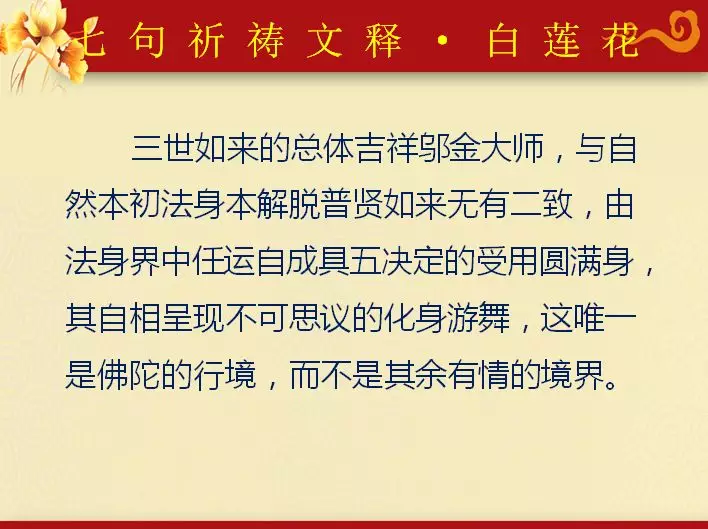 七句祈祷文释·白莲花
三世如来的总体吉祥邬金大师，与自
然本初法身本解脱普贤如来无有二致，由
法身界中任运自成具五决定的受用圆满身，
其自相呈现不可思议的化身游舞，这唯一
是佛陀的行境，而不是其余有情的境界。